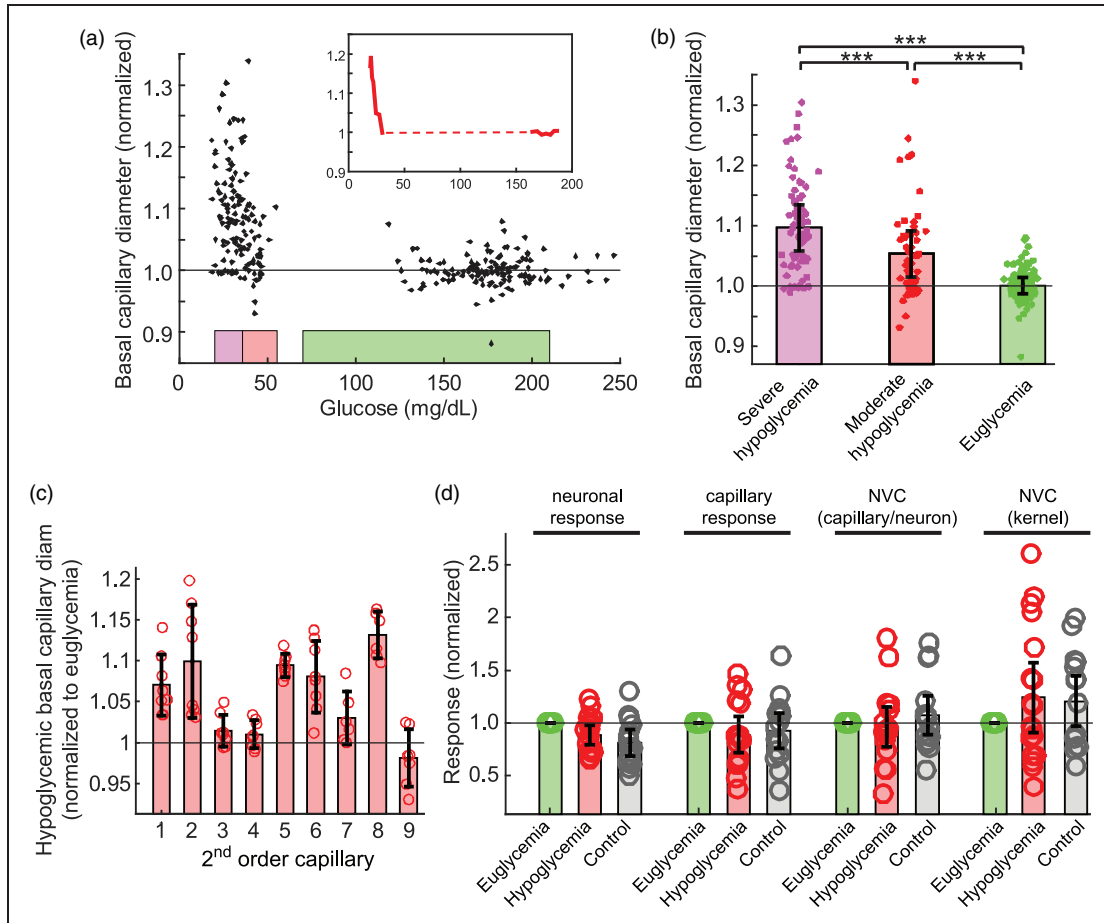 (a)
Basal capillary diameter (normalized)
1.3
1.2
1.1
1.0
0.9
0
50
100
150
200
250
Glucose (mg/dL)
1.2
1.1
1
0.9
0
50
100
150
200
(b)
Basal capillary diameter (normalized)
***
***
***
1.3
1.2
1.1
1.0
0.9
Severe
hypoglycemia
Moderate
hypoglycemia
Euglycemia
(c)
Hypoglycemic basal capillary diam
(normalized to euglycemia)
1.2
1.15
1.1
1.05
1
0.95
1 2 3 4 5 6 7 8 9
2nd order capillary
(d)
neuronal
response
capillary
response
NVC
(capillary/neuron)
NVC
(kernel)
Response (normalized)
2.5
2
1.5
1.0
0.5
Euglycemia
Hypoglycemia
Control
Euglycemia
Hypoglycemia
Control
Euglycemia
Hypoglycemia
Control
Euglycemia
Hypoglycemia
Control